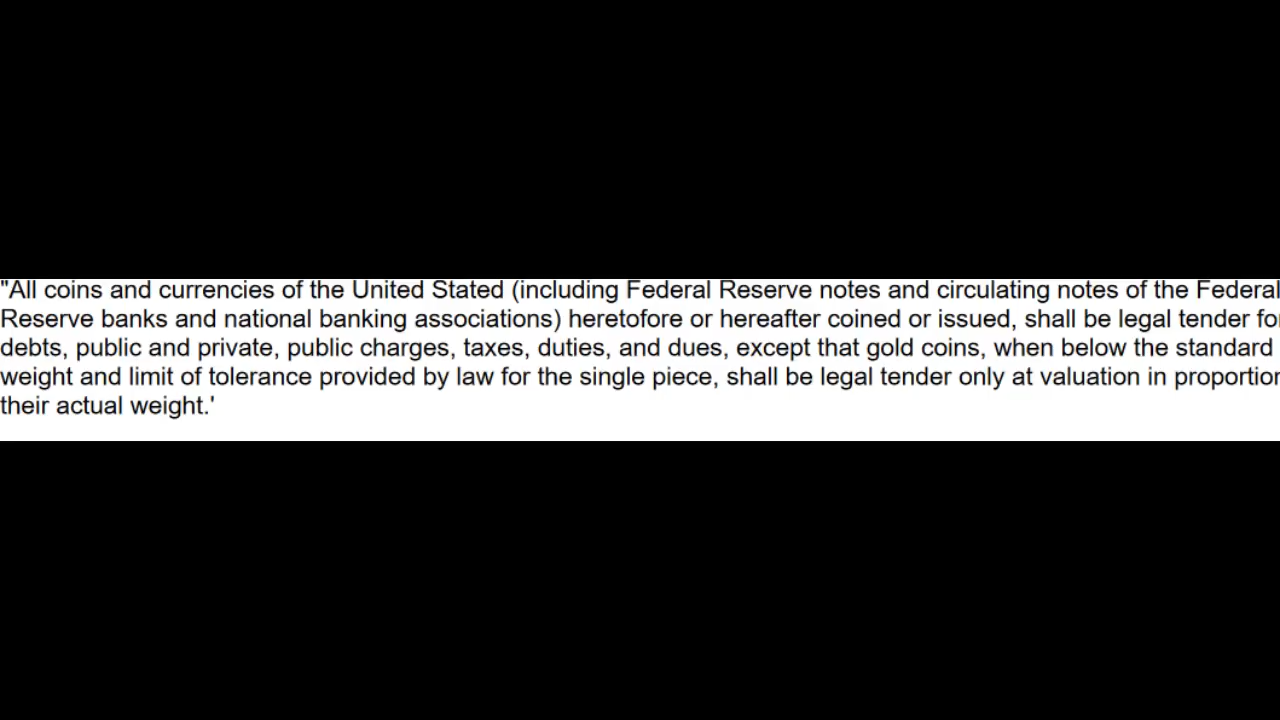 "All coins and currencies of the United Stated (including Federal Reserve notes and circulating notes of the Federal
Reserve banks and national banking associations) heretofore or hereafter coined or issued, shall be legal tender for
debts, public and private, public charges, taxes, duties, and dues, except that gold coins, when below the standard
weight and limit of tolerance provided by law for the single piece, shall be legal tender only at valuation in proportion
their actual weight.'